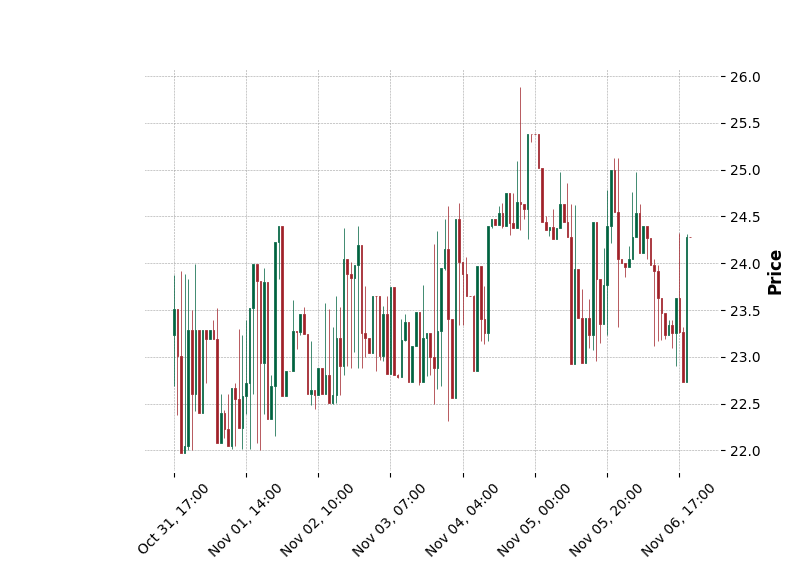 26.0
25.5
25.0
24.5
24.0
23.5
23.0
22.5
22.0
Price
Oct 31, 17:00
Nov 01, 14:00
Nov 02, 10:00
Nov 03, 07:00
Nov 04, 04:00
Nov 05, 00:00
Nov 05, 20:00
Nov 06, 17:00